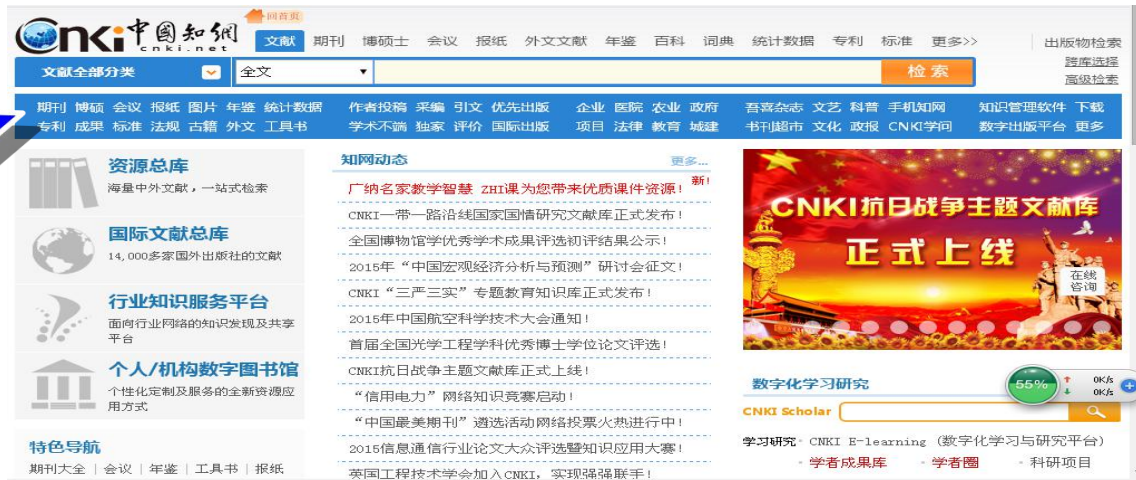 回首页
Cnki中国知网
cnki.net
文献 期刊 博硕士 会议 报纸 外文文献 年鉴 百科 词典 统计数据 专利 标准 更多>>
出版物检索
文献全部分类 全文 检索
跨库选择
高级检索
期刊 博硕 会议 报纸 图片 年鉴 统计数据 作者投稿 采编 引文 优先出版 企业 医院 农业 政府 吾喜杂志 文艺 科普 手机知网 知识管理软件 下载
专利 成果 标准 法规 古籍 外文 工具书 学术不端 独家 评价 国际出版 项目 法律 教育 城建 书刊超市 文化 政报 CNKI学问 数字出版平台 更多
资源总库
海量中外文献,一站式检索
国际文献总库
14,000多家国外出版社的文献
行业知识服务平台
面向行业网络的知识发现及共享
平台
个人/机构数字图书馆
个性化定制及服务的全新资源应
用方式
特色导航
期刊大全 | 会议 | 年鉴 | 工具书 | 报纸
知网动态 更多...
广纳名家教学智慧 ZHI课为您带来优质课件资源! 新!
CNKI一带一路沿线国家国情研究文献库正式发布!
全国博物馆学优秀学术成果评选初评结果公示!
2015年“中国宏观经济分析与预测”研讨会征文!
CNKI“三严三实”专题教育知识库正式发布!
2015年中国航空科学技术大会通知!
首届全国光学工程学科优秀博士学位论文评选!
CNKI抗日战争主题文献库正式上线!
“信用电力”网络知识竞赛启动!
“中国最美期刊”遴选活动网络投票火热进行中!
2015信息通信行业论文大众评选暨知识应用大赛!
英国工程技术学会加入CNKI,实现强强联手!
CNKI抗日战争主题文献库
正式上线
在线
咨询
数字化学习研究
55%
0K/s
0K/s
CNKI Scholar
学习研究· CNKI E-learning (数字化学习与研究平台)
· 学者成果库 · 学者圈 · 科研项目